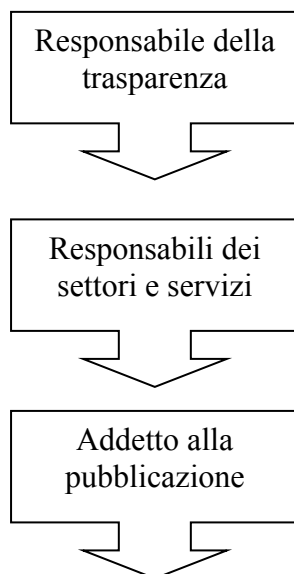 Responsabile della
trasparenza
Responsabili dei
settori e servizi
Addetto alla
pubblicazione